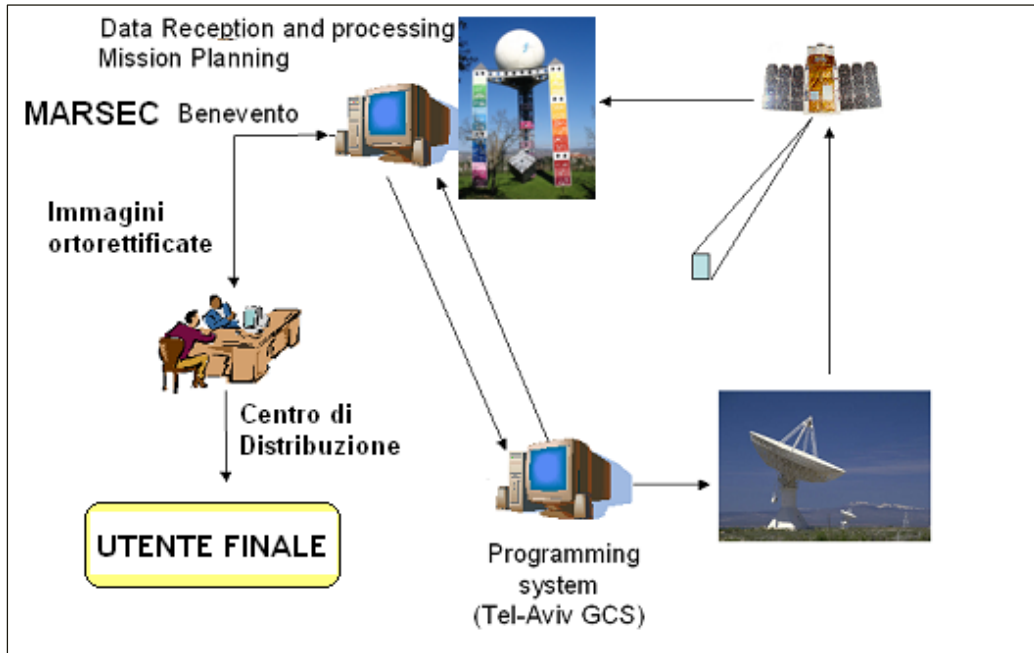 Data Reception and processing
Mission Planning
MARSEC Benevento
Immagini
ortorettificate
Centro di
Distribuzione
UTENTE FINALE
Programming
system
(Tel-Aviv GCS)